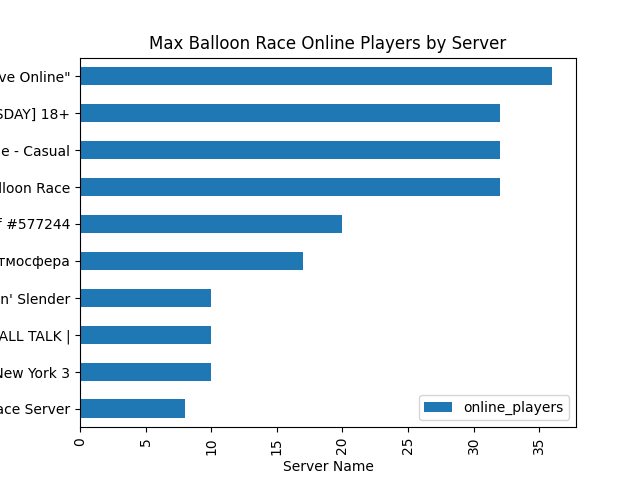 Max Balloon Race Online Players by Server
ve Online"
SDAY] 18+
e - Casual
lloon Race
#577244
тмосфера
n' Slender
ALL TALK |
New York 3
ace Server
online_players
0 5 10 15 20 25 30 35
Server Name